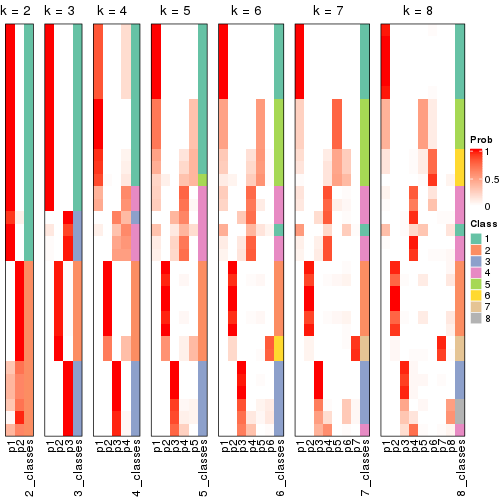 k = 2
k = 3
k = 4
k = 5
k = 6
k = 7
k = 8
Prob
1
0.5
0
Class
1
2
3
4
5
6
7
8
p1
p2
2_classes
p1
p2
p3
3_classes
p1
p2
p3
p4
4_classes
p1
p2
p3
p4
p5
5_classes
p1
p2
p3
p4
p5
p6
6_classes
p1
p2
p3
p4
p5
p6
p7
7_classes
p1
p2
p3
p4
p5
p6
p7
p8
8_classes